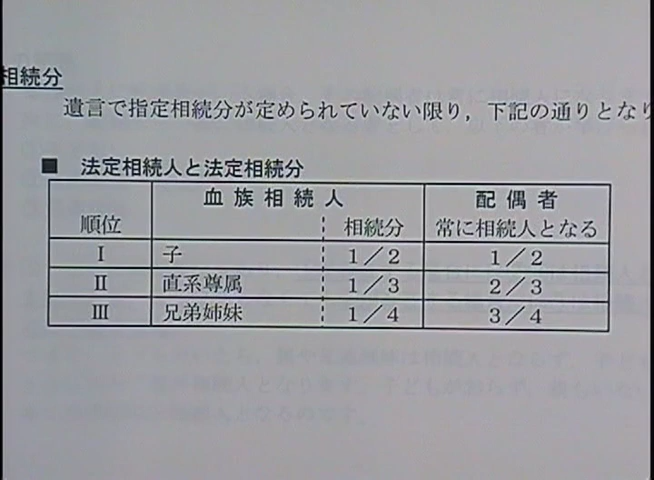 相続分
遺言で指定相続分が定められていない限り，下記の通りとなり
■ 法定相続人と法定相続分
血族相続人 配偶者
順位 相続分 常に相続人となる
Ⅰ 子 1／2 1／2
Ⅱ 直系尊属 1／3 2／3
Ⅲ 兄弟姉妹 1／4 3／4